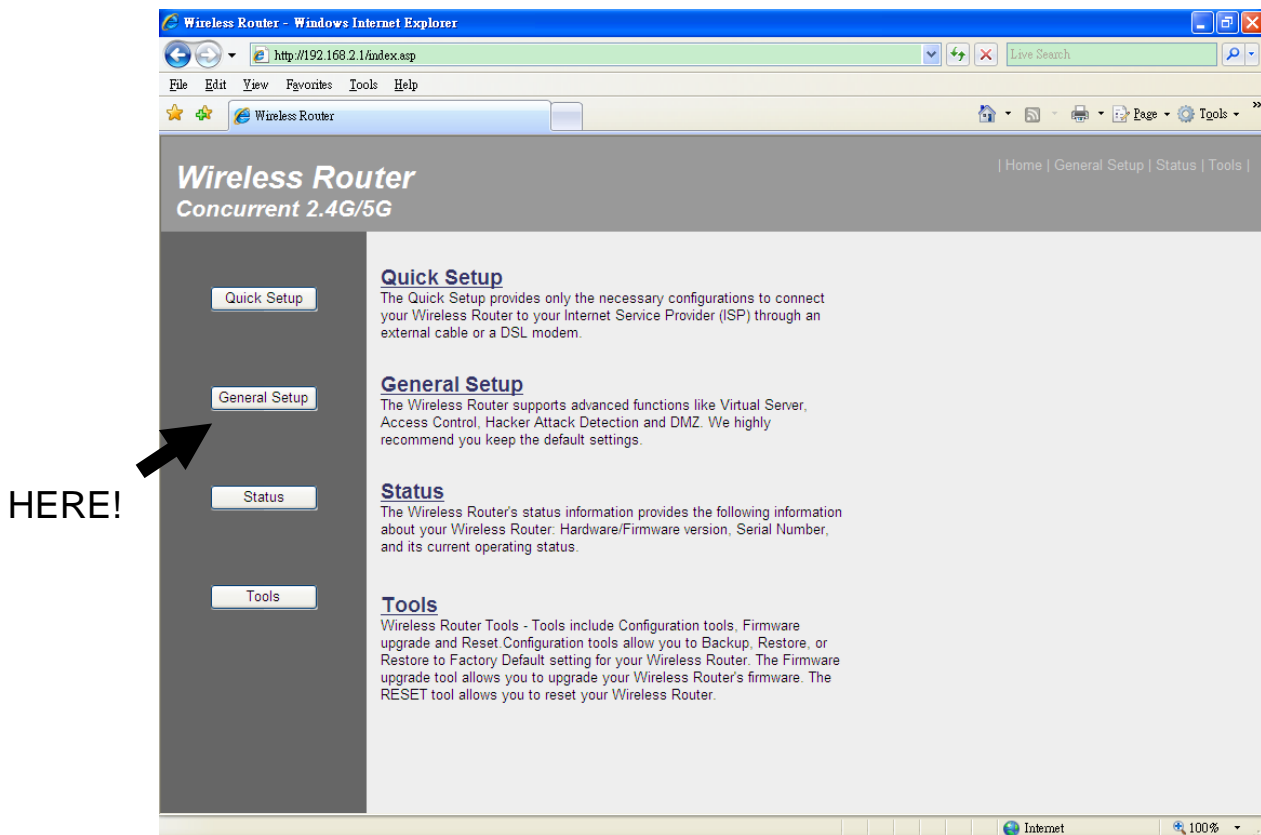 Wireless Router - Windows Internet Explorer
http://192.168.2.1/index.asp
Live Search
File Edit View Favorites Tools Help
Wireless Router
Page Tools »
Wireless Router
Concurrent 2.4G/5G
| Home | General Setup | Status | Tools |
Quick Setup
Quick Setup
The Quick Setup provides only the necessary configurations to connect
your Wireless Router to your Internet Service Provider (ISP) through an
external cable or a DSL modem.
General Setup
General Setup
The Wireless Router supports advanced functions like Virtual Server,
Access Control, Hacker Attack Detection and DMZ. We highly
recommend you keep the default settings.
HERE!
Status
Status
The Wireless Router's status information provides the following information
about your Wireless Router: Hardware/Firmware version, Serial Number,
and its current operating status.
Tools
Tools
Wireless Router Tools - Tools include Configuration tools, Firmware
upgrade and Reset.Configuration tools allow you to Backup, Restore, or
Restore to Factory Default setting for your Wireless Router. The Firmware
upgrade tool allows you to upgrade your Wireless Router's firmware. The
RESET tool allows you to reset your Wireless Router.
Internet
100%